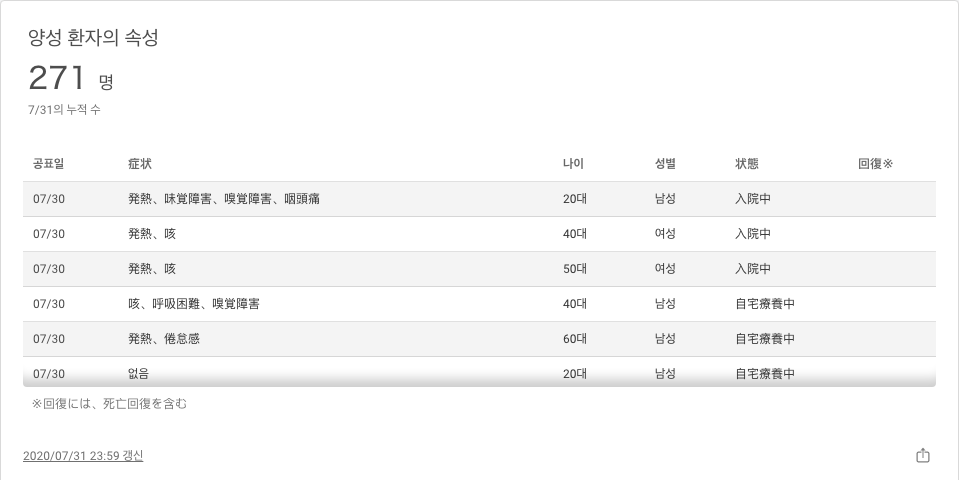 양성 환자의 속성
271 명
7/31의 누적 수
공표일 症状 나이 성별 状態 回復※
07/30 発熱、味覚障害、嗅覚障害、咽頭痛 20대 남성 入院中
07/30 発熱、咳 40대 여성 入院中
07/30 発熱、咳 50대 여성 入院中
07/30 咳、呼吸困難、嗅覚障害 40대 남성 自宅療養中
07/30 発熱、倦怠感 60대 남성 自宅療養中
07/30 없음 20대 남성 自宅療養中
※回復には、死亡回復を含む
2020/07/31 23:59 갱신